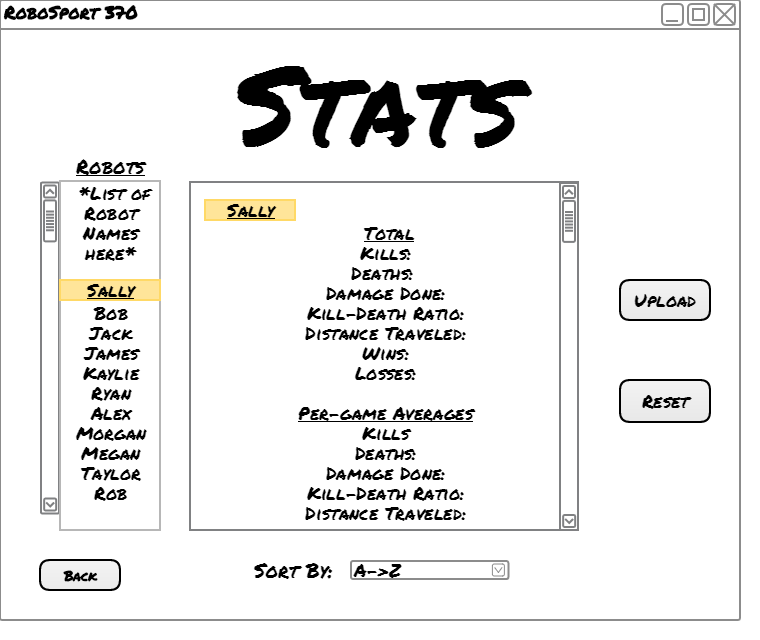 RoboSport 370
Stats
Robots
*List of
Robot
Names
here*
Sally
Bob
Jack
James
Kaylie
Ryan
Alex
Morgan
Megan
Taylor
Rob
Sally
Total
Kills:
Deaths:
Damage Done:
Kill-Death Ratio:
Distance Traveled:
Wins:
Losses:
Per-game Averages
Kills
Deaths:
Damage Done:
Kill-Death Ratio:
Distance Traveled:
Upload
Reset
Back
Sort By:
A->Z